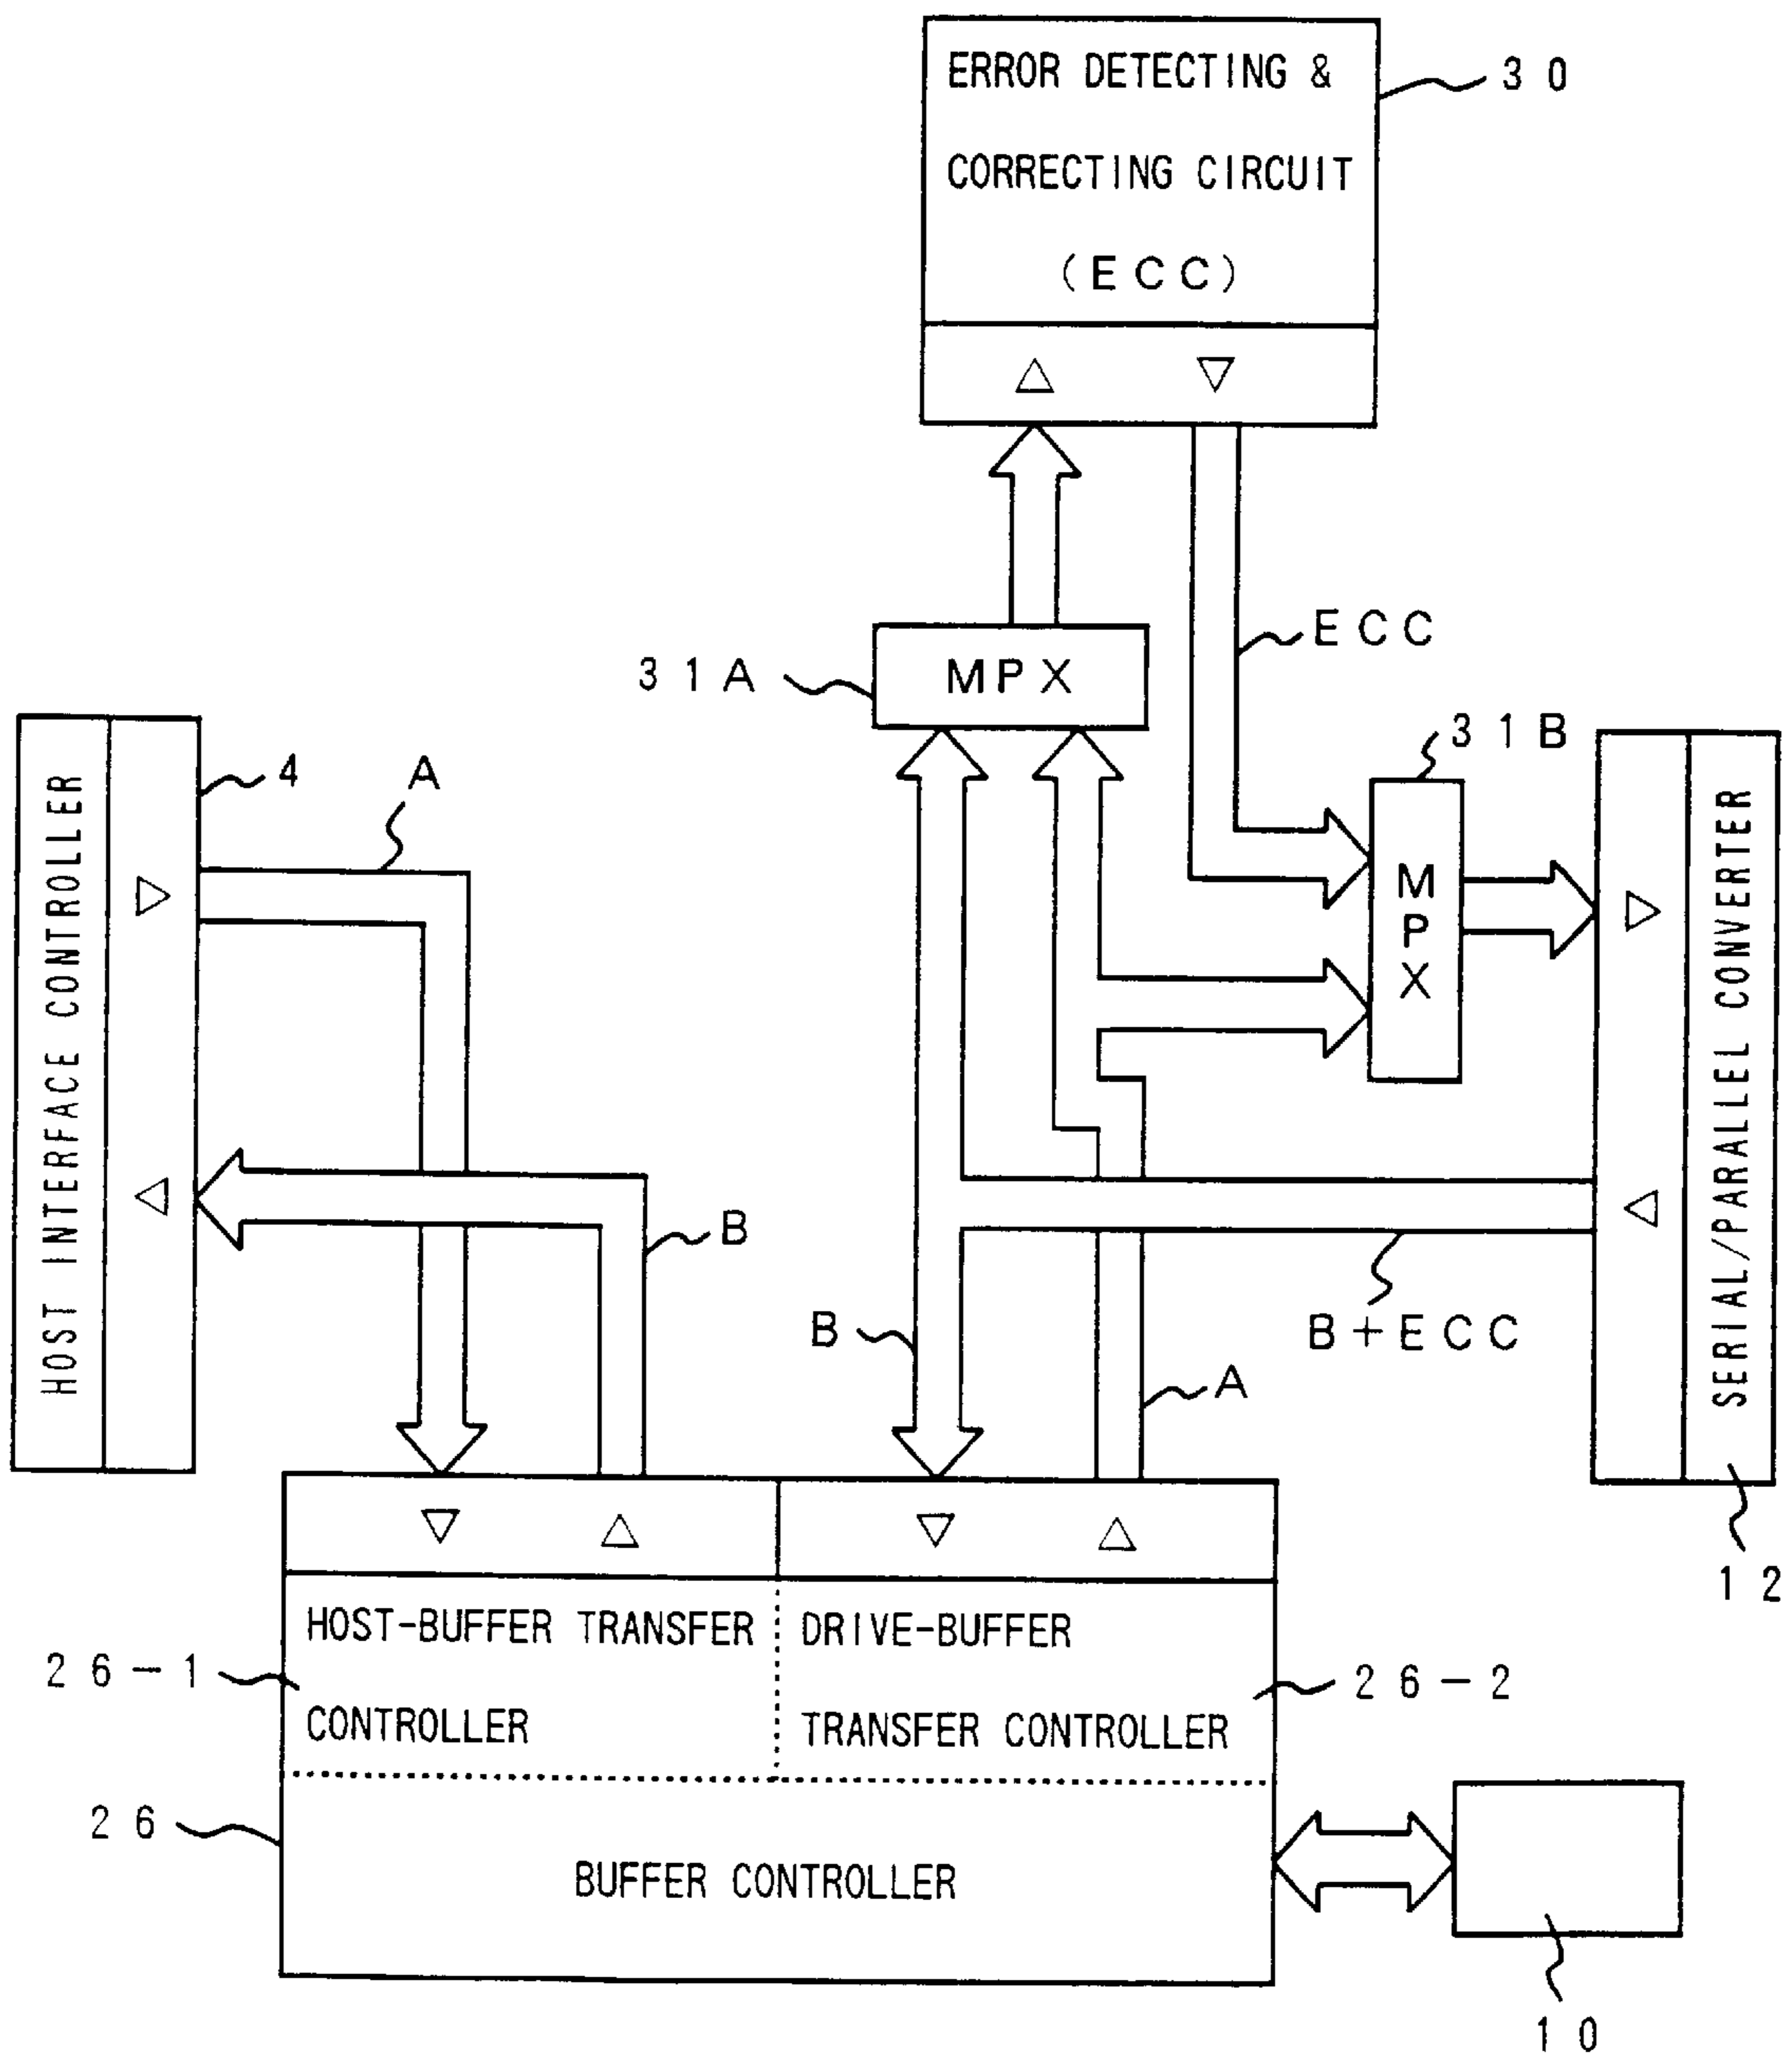 ERROR DETECTING &
CORRECTING CIRCUIT
(ECC)
30
ECC
31A
MPX
31B
MPX
4
A
HOST INTERFACE CONTROLLER
SERIAL/PARALLEL CONVERTER
B
B
B+ECC
A
12
HOST-BUFFER TRANSFER
CONTROLLER
DRIVE-BUFFER
TRANSFER CONTROLLER
26-1
26-2
26
BUFFER CONTROLLER
10